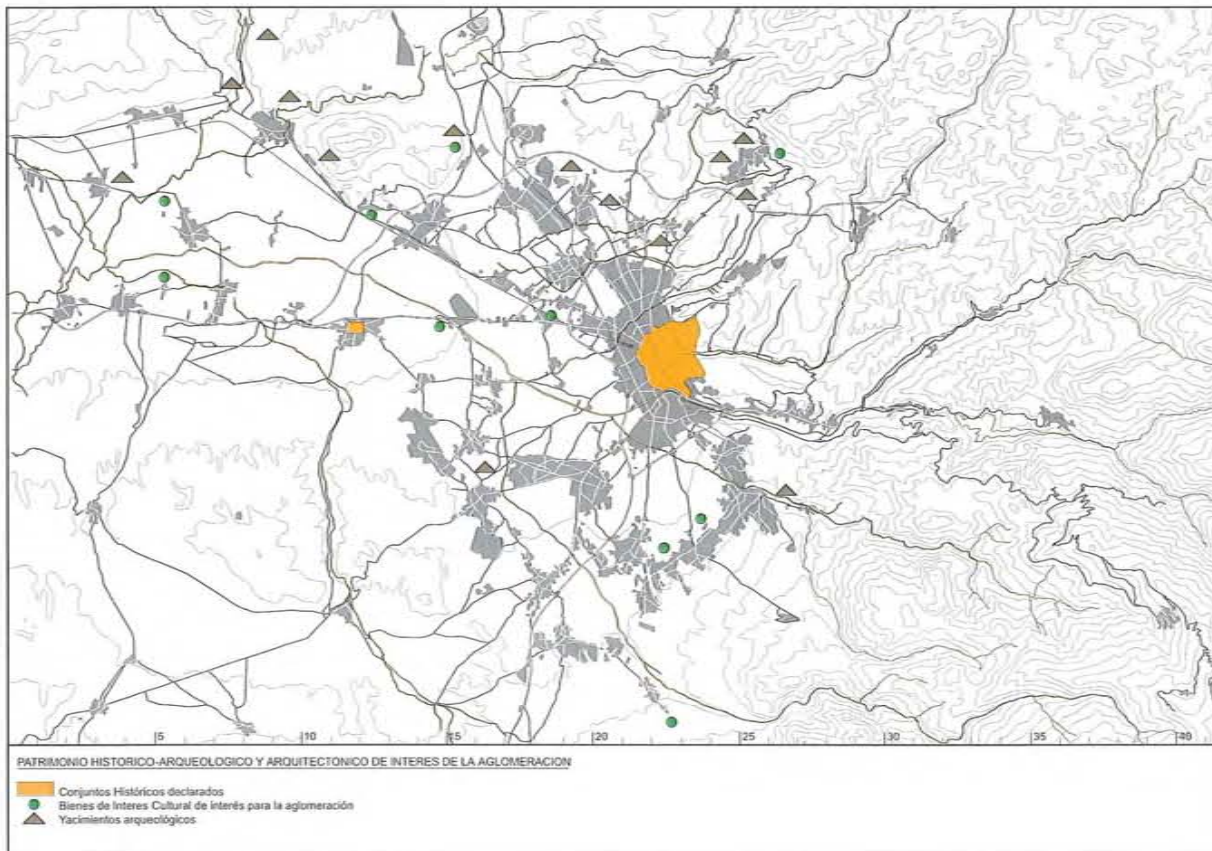 5 10 15 20 25 30 35 40
PATRIMONIO HISTORICO-ARQUEOLOGICO Y ARQUITECTONICO DE INTERES DE LA AGLOMERACION
Conjuntos Históricos declarados
Bienes de Interes Cultural de interés para la aglomeración
Yacimientos arqueológicos